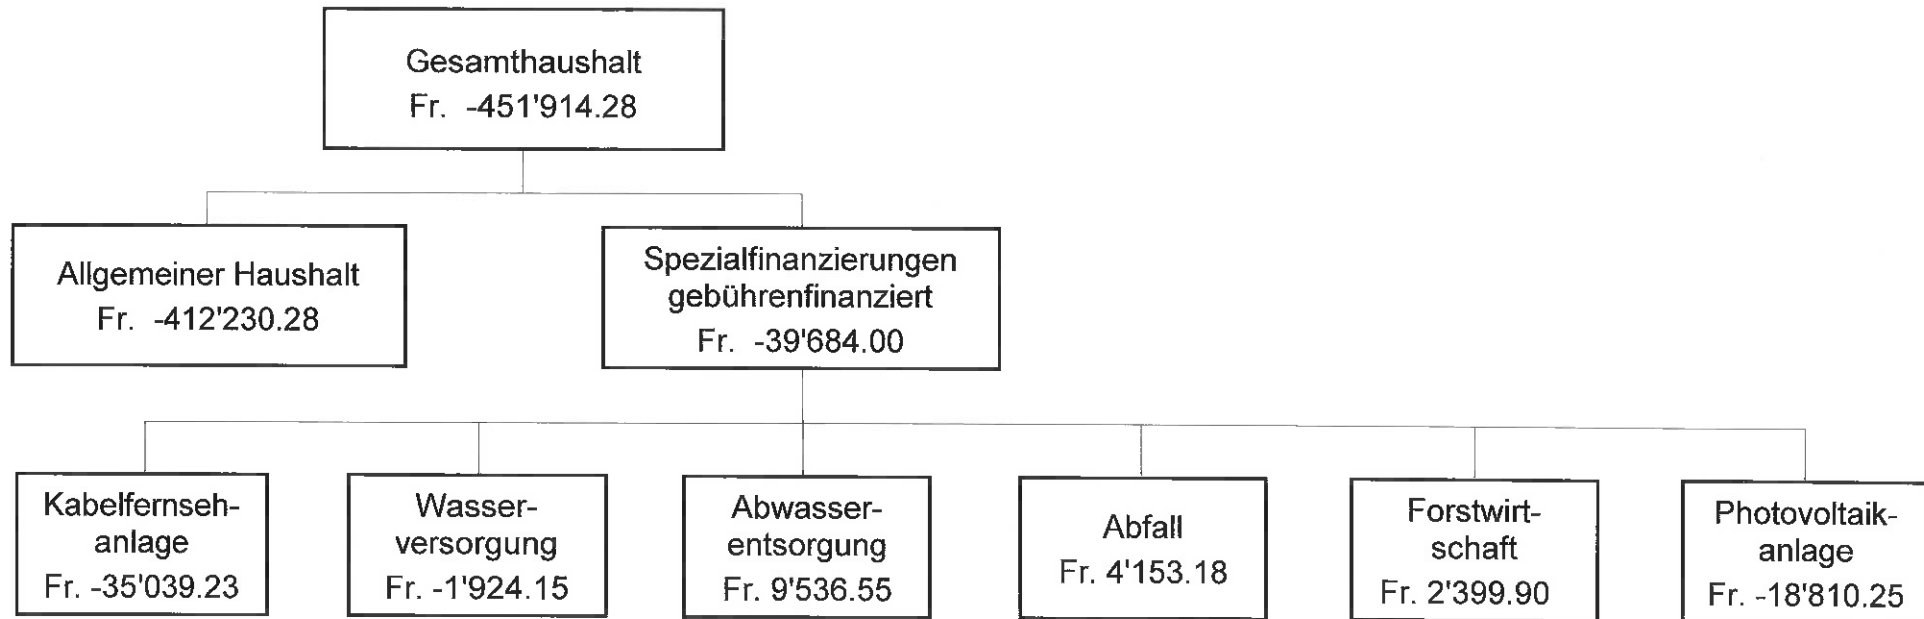 Gesamthaushalt
Fr. -451'914.28
Allgemeiner Haushalt
Fr. -412'230.28
Spezialfinanzierungen
gebührenfinanziert
Fr. -39'684.00
Kabelfernseh-
anlage
Fr. -35'039.23
Wasser-
versorgung
Fr. -1'924.15
Abwasser-
entsorgung
Fr. 9'536.55
Abfall
Fr. 4'153.18
Forstwirt-
schaft
Fr. 2'399.90
Photovoltaik-
anlage
Fr. -18'810.25